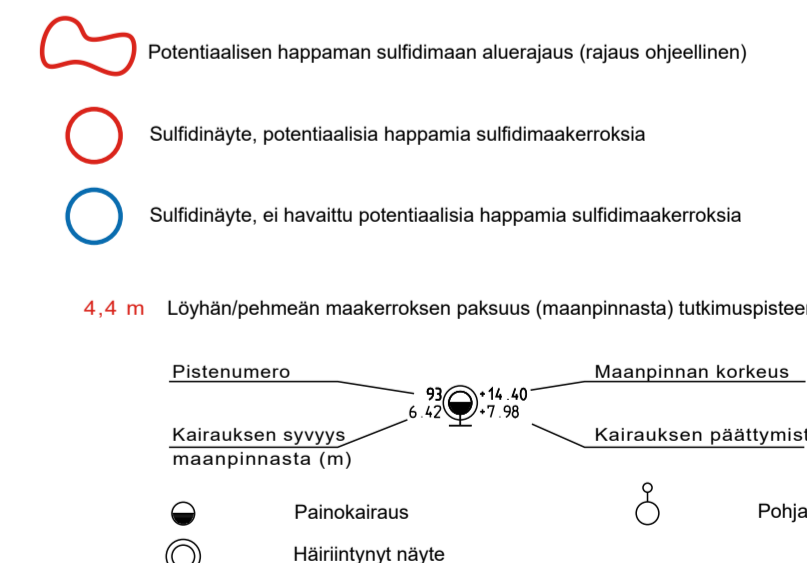 Potentiaalisen happaman sulfidimaan aluerajaus (rajaus ohjeellinen)
Sulfidinäyte, potentiaalisia happamia sulfidimaakerroksia
Sulfidinäyte, ei havaittu potentiaalisia happamia sulfidimaakerroksia
4,4 m Löyhän/pehmeän maakerroksen paksuus (maanpinnasta)
Pistenumero Maanpinnan korkeus
93 +14.40
6.42 +7.98
Kairauksen syvyys Kairauksen
maanpinnasta (m)
Painokairaus
Häiriintynyt näyte